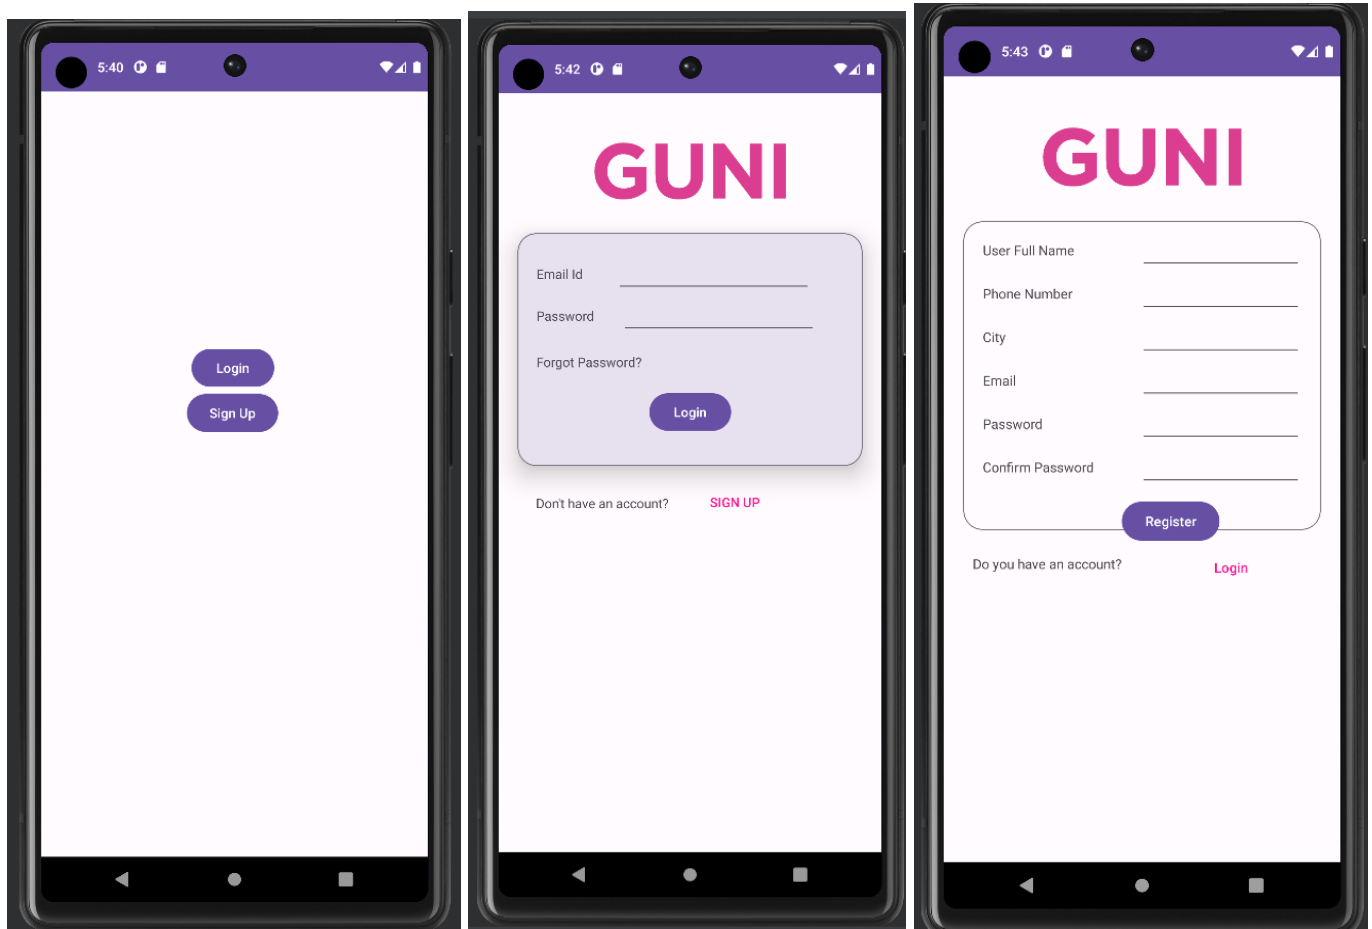 5:40
Login
Sign Up
5:42
GUNI
Email Id
Password
Forgot Password?
Login
Don't have an account? SIGN UP
5:43
GUNI
User Full Name
Phone Number
City
Email
Password
Confirm Password
Register
Do you have an account? Login